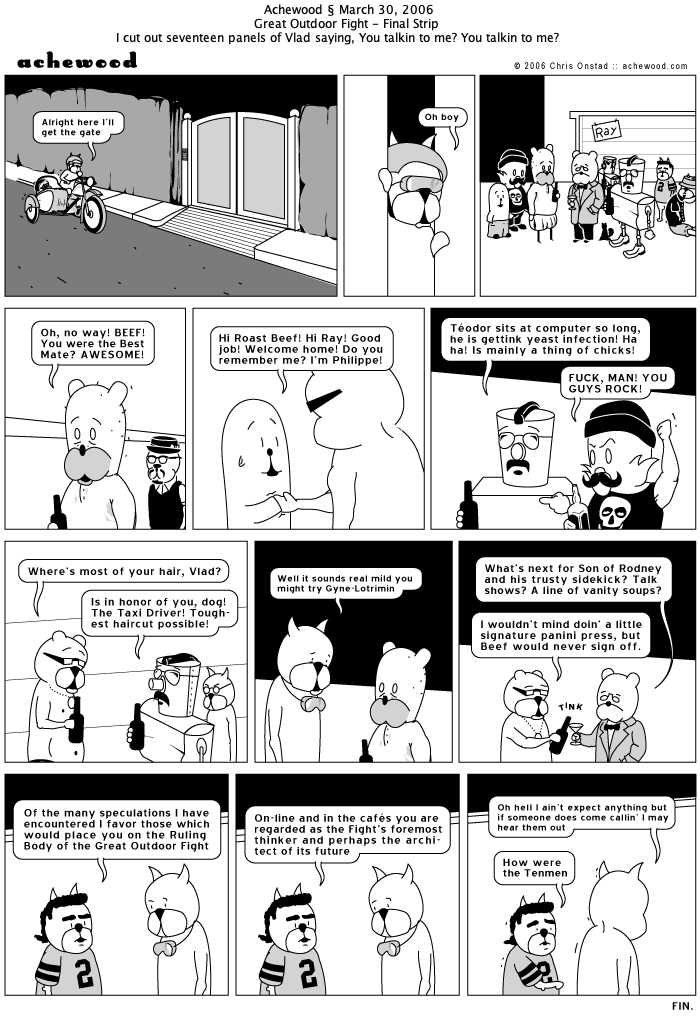 Achewood § March 30, 2006
Great Outdoor Fight – Final Strip
I cut out seventeen panels of Vlad saying, You talkin to me? You talkin to me?
achewood
© 2006 Chris Onstad :: achewood.com
Alright here I'll
get the gate
Oh boy
Ray
2
Oh, no way! BEEF!
You were the Best
Mate? AWESOME!
Hi Roast Beef! Hi Ray! Good
job! Welcome home! Do you
remember me? I'm Philippe!
Téodor sits at computer so long,
he is gettink yeast infection! Ha
ha! Is mainly a thing of chicks!
FUCK, MAN! YOU
GUYS ROCK!
Where's most of your hair, Vlad?
Is in honor of you, dog!
The Taxi Driver! Tough-
est haircut possible!
Well it sounds real mild you
might try Gyne-Lotrimin
What's next for Son of Rodney
and his trusty sidekick? Talk
shows? A line of vanity soups?
I wouldn't mind doin' a little
signature panini press, but
Beef would never sign off.
TINK
Of the many speculations I have
encountered I favor those which
would place you on the Ruling
Body of the Great Outdoor Fight
2
On-line and in the cafés you are
regarded as the Fight's foremost
thinker and perhaps the archi-
tect of its future
2
Oh hell I ain't expect anything but
if someone does come callin' I may
hear them out
How were
the Tenmen
2
FIN.